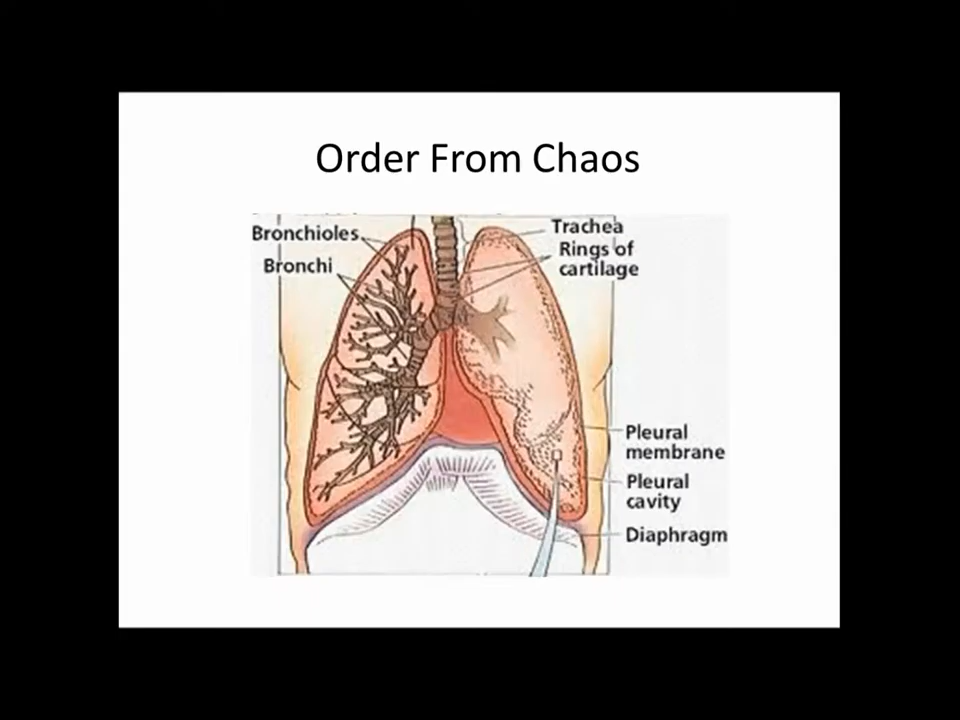 Order From Chaos
Bronchioles
Bronchi
Trachea
Rings of
cartilage
Pleural
membrane
Pleural
cavity
Diaphragm